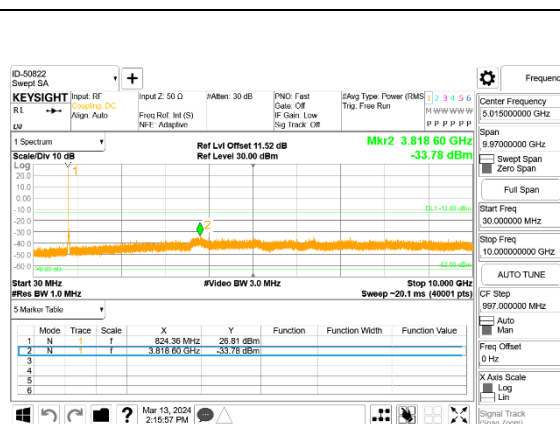 ID-50822
Swept SA
+
Frequenc
KEYSIGHT
Input: RF
Coupling: DC
Align: Auto
Input Z: 50 Ω
Freq Ref: Int (S)
NFE: Adaptive
#Atten: 30 dB
PNO: Fast
Gate: Off
IF Gain: Low
Sig Track: Off
#Avg Type: Power (RMS
Trig: Free Run
1 2 3 4 5 6
M W W W W W
P P P P P P
RL
1 Spectrum
Scale/Div 10 dB
Ref Lvl Offset 11.52 dB
Ref Level 30.00 dBm
Mkr2 3.818 60 GHz
-33.78 dBm
Log
20.0
10.0
0.00
-10.0
-20.0
-30.0
-40.0
-50.0
-60.0
1
2
DL1 -13.00 dBm
Start 30 MHz
#Res BW 1.0 MHz
#Video BW 3.0 MHz
Stop 10.000 GHz
Sweep ~20.1 ms (40001 pts)
5 Marker Table
Mode Trace Scale X Y Function Function Width Function Value
1 N 1 f 824.36 MHz 26.81 dBm
2 N 1 f 3.818 60 GHz -33.78 dBm
3
4
5
6
Mar 13, 2024
2:15:57 PM
?
Center Frequency
5.015000000 GHz
Span
9.97000000 GHz
Swept Span
Zero Span
Full Span
Start Freq
30.000000 MHz
Stop Freq
10.000000000 GHz
AUTO TUNE
CF Step
997.000000 MHz
Auto
Man
Freq Offset
0 Hz
X Axis Scale
Log
Lin
Signal Track
(Span Zoom)